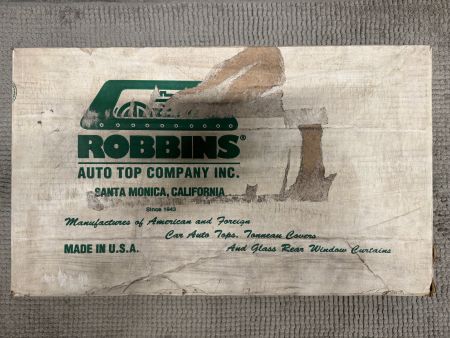 ROBBINS®
AUTO TOP COMPANY INC.
SANTA MONICA, CALIFORNIA
Since 1943
Manufactures of American and Foreign
Car Auto Tops, Tonneau Covers
And Glass Rear Window Curtains
MADE IN U.S.A.